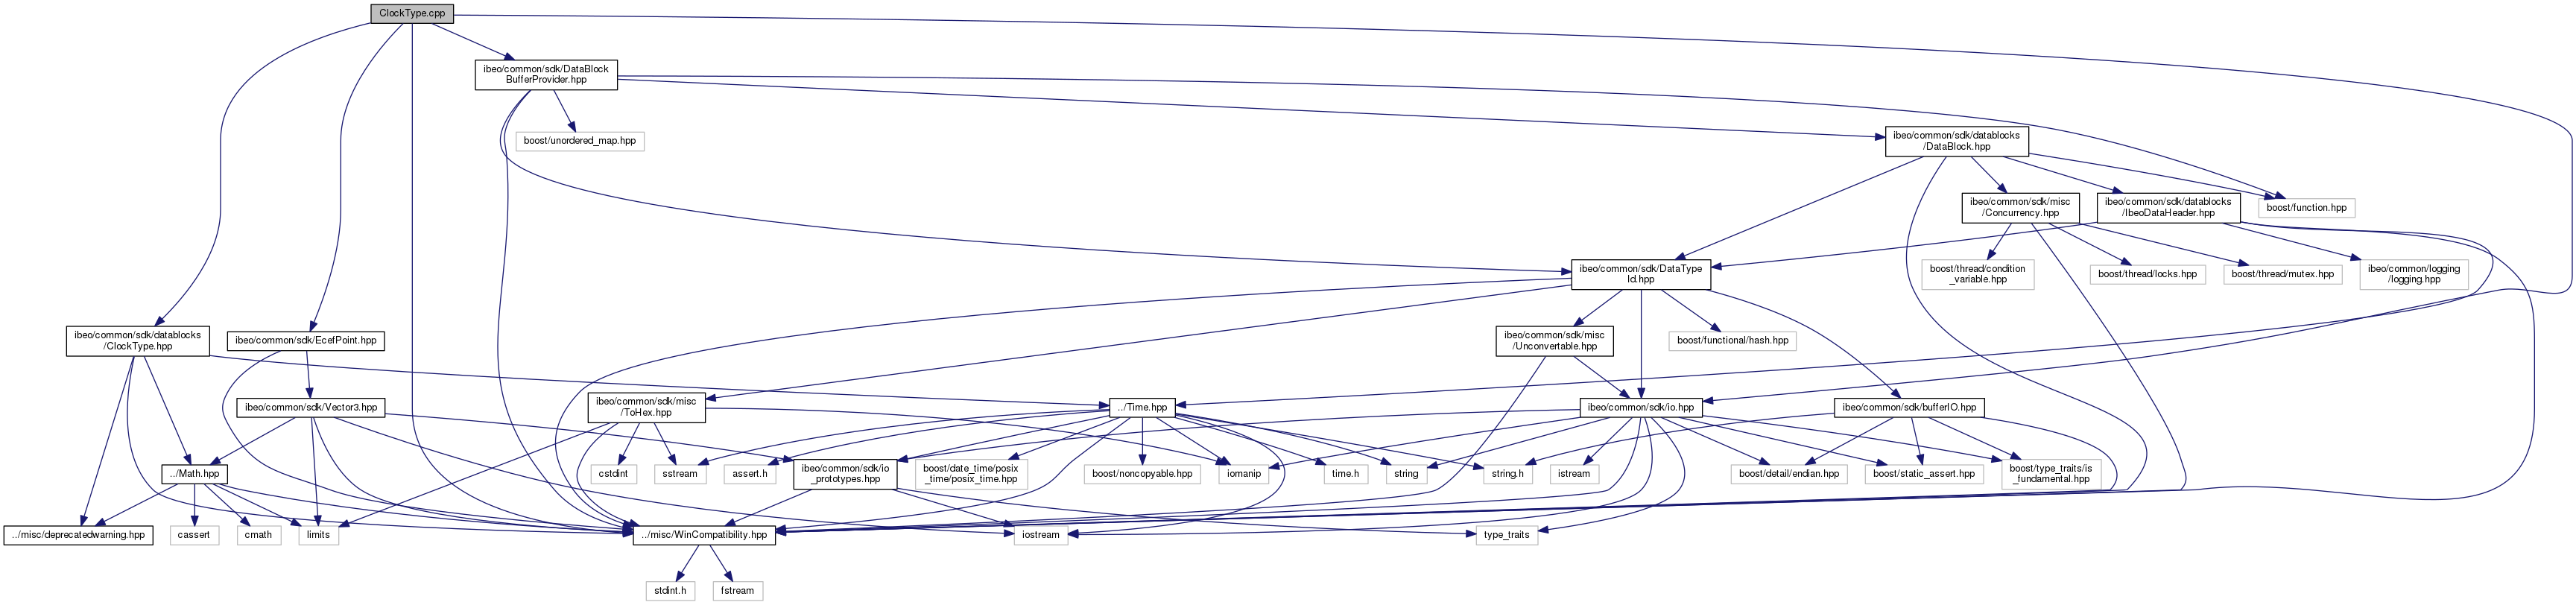 ClockType.cpp
ibeo/common/sdk/DataBlock
BufferProvider.hpp
boost/unordered_map.hpp
ibeo/common/sdk/datablocks
/DataBlock.hpp
ibeo/common/sdk/misc
/Concurrency.hpp
ibeo/common/sdk/datablocks
/IbeoDataHeader.hpp
boost/function.hpp
ibeo/common/sdk/DataType
Id.hpp
boost/thread/condition
_variable.hpp
boost/thread/locks.hpp
boost/thread/mutex.hpp
ibeo/common/logging
/logging.hpp
ibeo/common/sdk/datablocks
/ClockType.hpp
ibeo/common/sdk/EcefPoint.hpp
ibeo/common/sdk/misc
/Unconvertable.hpp
boost/functional/hash.hpp
ibeo/common/sdk/Vector3.hpp
ibeo/common/sdk/misc
/ToHex.hpp
../Time.hpp
ibeo/common/sdk/io.hpp
ibeo/common/sdk/bufferIO.hpp
../Math.hpp
cstdint
sstream
assert.h
ibeo/common/sdk/io
_prototypes.hpp
boost/date_time/posix
_time/posix_time.hpp
boost/noncopyable.hpp
iomanip
time.h
string
string.h
istream
boost/detail/endian.hpp
boost/static_assert.hpp
boost/type_traits/is
_fundamental.hpp
../misc/deprecatedwarning.hpp
cassert
cmath
limits
../misc/WinCompatibility.hpp
iostream
type_traits
stdint.h
fstream